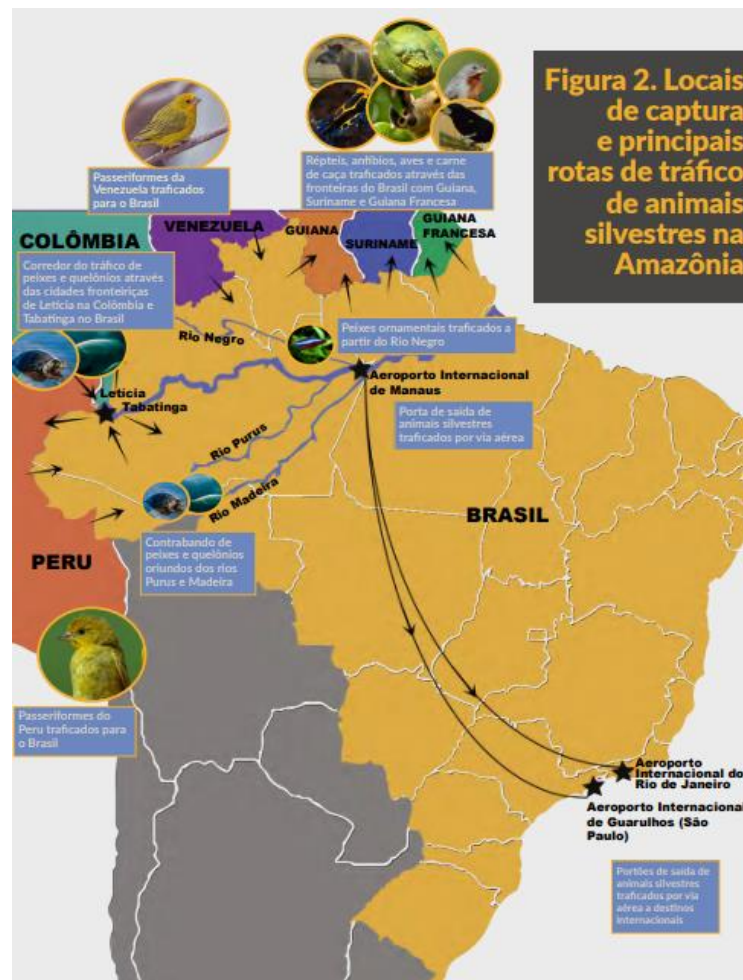 Figura 2. Locais
de captura
e principais
rotas de tráfico
de animais
silvestres na
Amazônia
Passeriformes da
Venezuela traficados
para o Brasil
Répteis, anfíbios, aves e carne
de caça traficados através das
fronteiras do Brasil com Guiana,
Suriname e Guiana Francesa
COLÔMBIA
VENEZUELA
GUIANA
SURINAME
GUIANA
FRANCESA
Corredor do tráfico de
peixes e quelônios através
das cidades fronteiriças
de Letícia na Colômbia e
Tabatinga no Brasil
Rio Negro
Peixes ornamentais traficados a
partir do Rio Negro
Aeroporto Internacional
de Manaus
Letícia
Tabatinga
Porta de saída de
animais silvestres
traficados por via aérea
Rio Purus
Rio Madeira
BRASIL
Contrabando de
peixes e quelônios
oriundos dos rios
Purus e Madeira
PERU
Passeriformes do
Peru traficados para
o Brasil
Aeroporto
Internacional do
Rio de Janeiro
Aeroporto Internacional
de Guarulhos (São
Paulo)
Portões de saída de
animais silvestres
traficados por via
aérea a destinos
internacionais